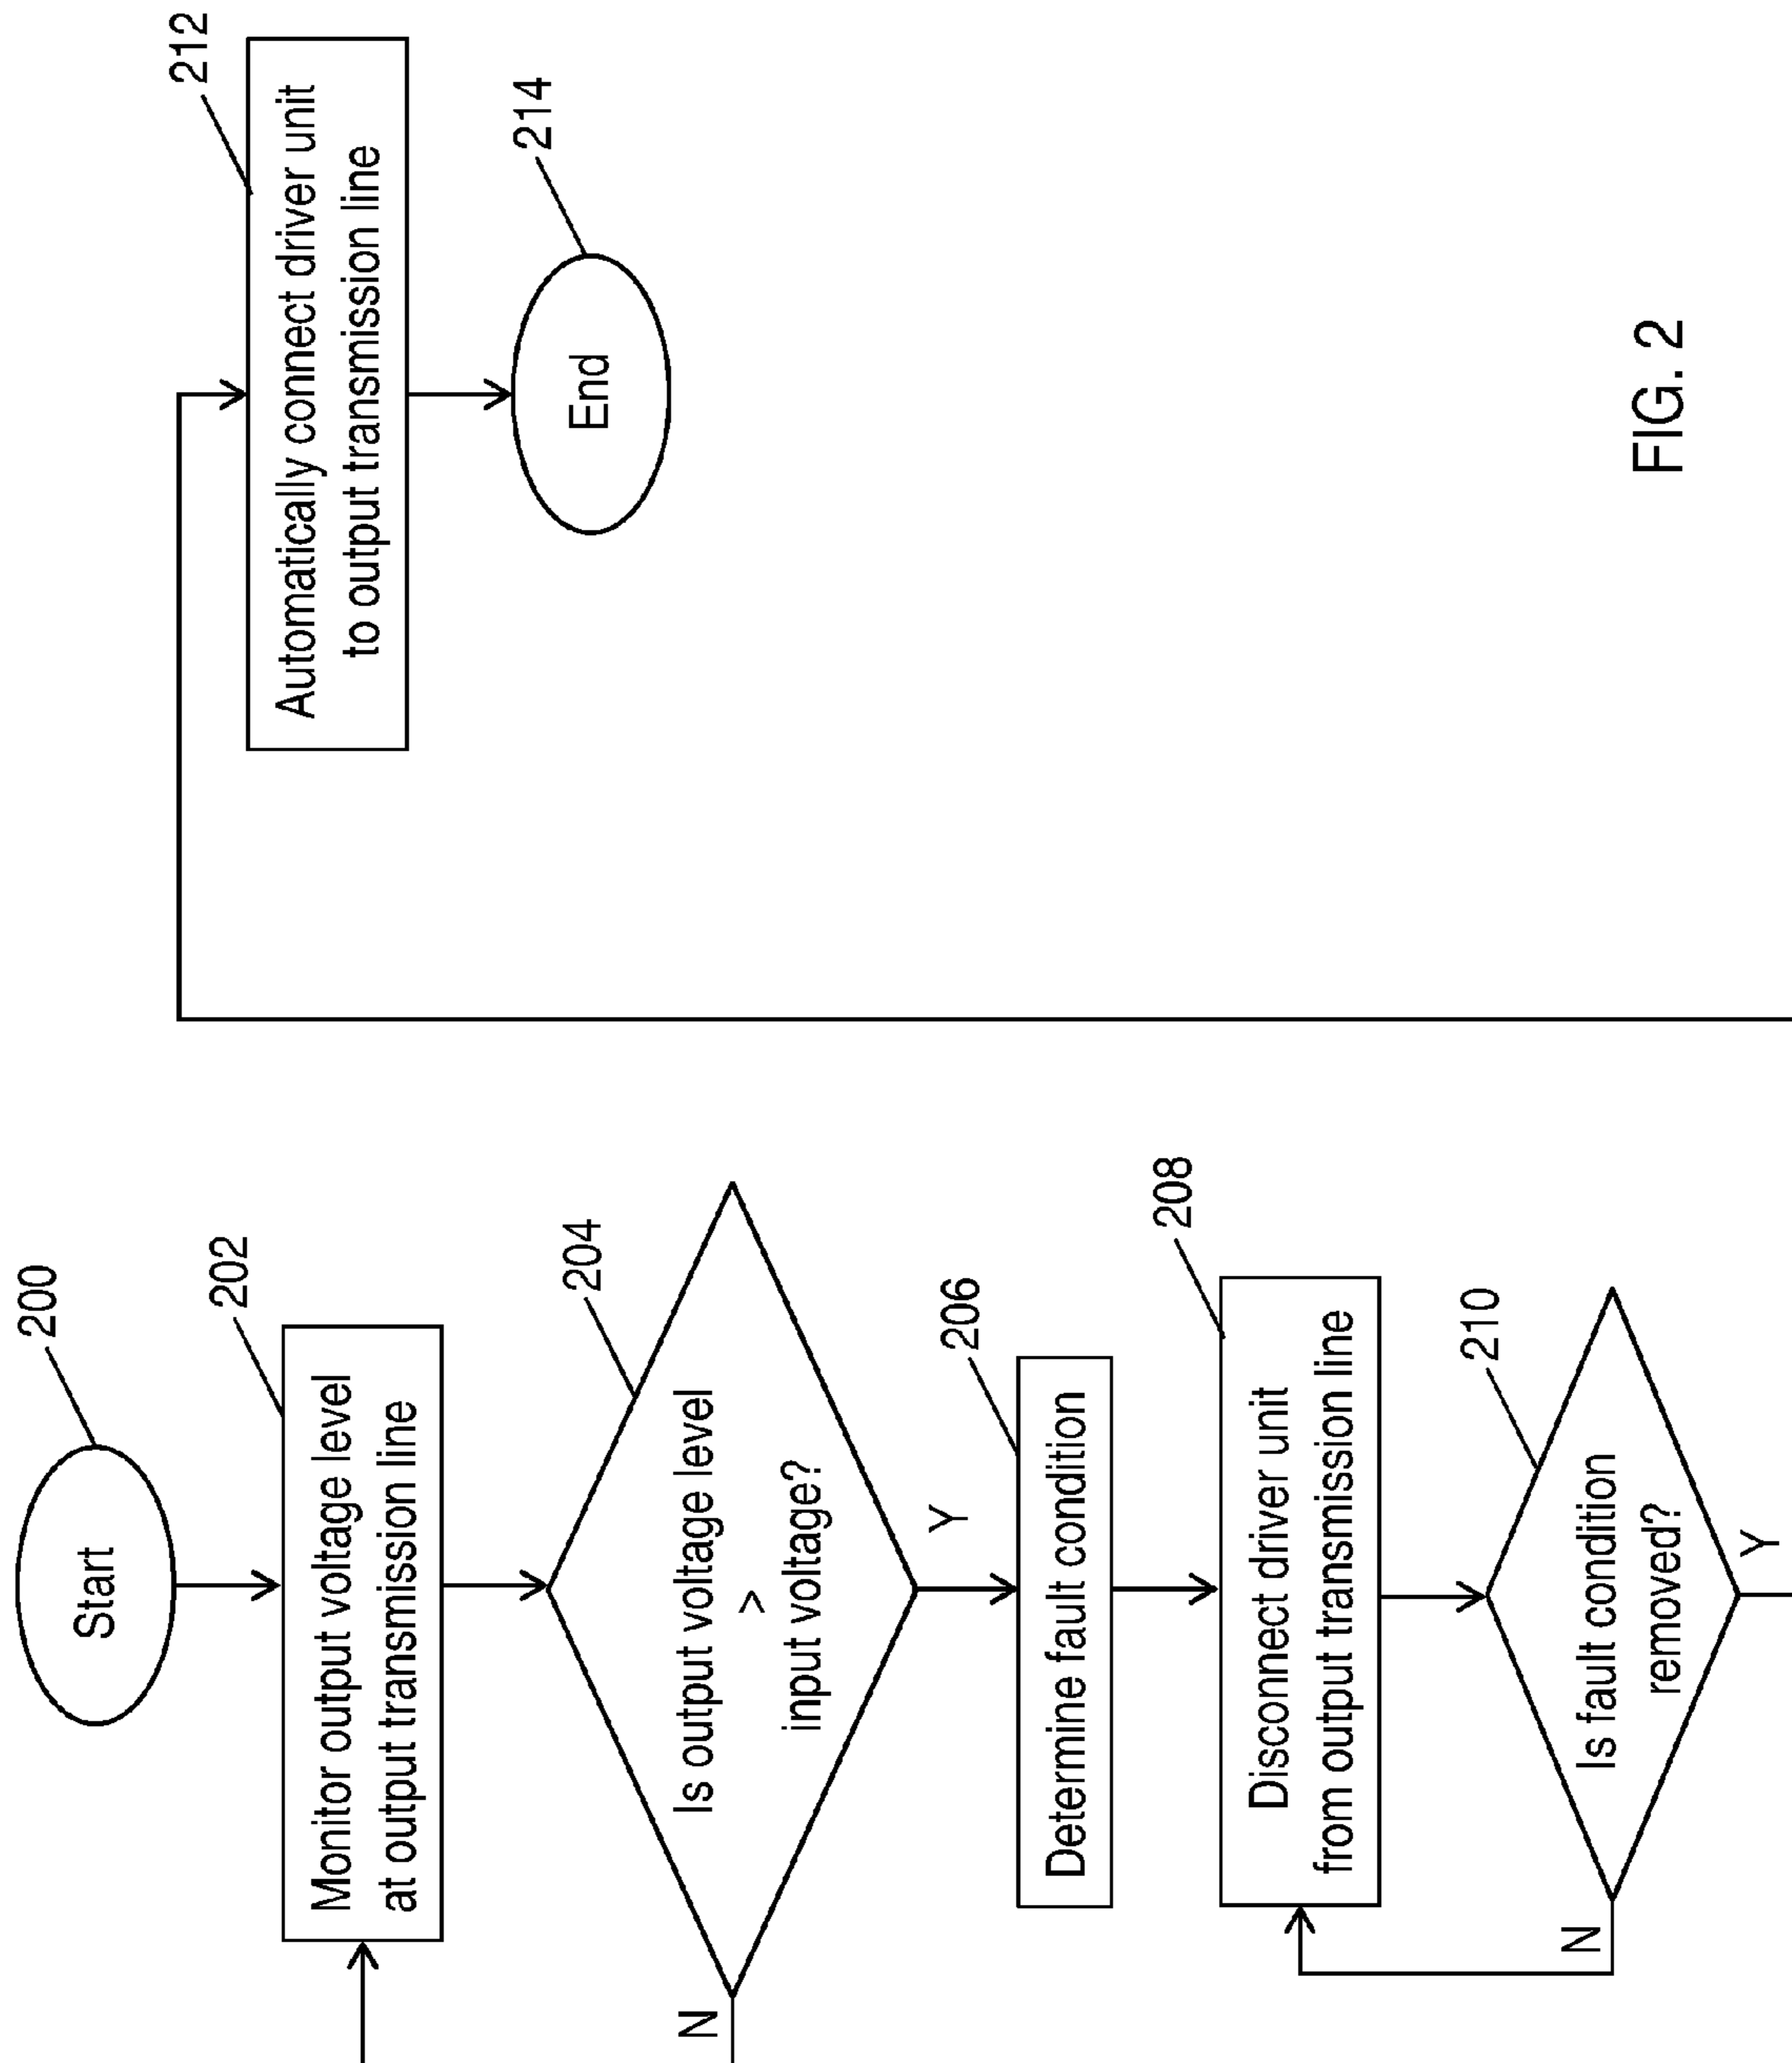 200
Start
202
Monitor output voltage level
at output transmission line
204
Is output voltage level
>
input voltage?
N
Y
206
Determine fault condition
208
Disconnect driver unit
from output transmission line
210
Is fault condition
removed?
N
Y
212
Automatically connect driver unit
to output transmission line
214
End
FIG. 2